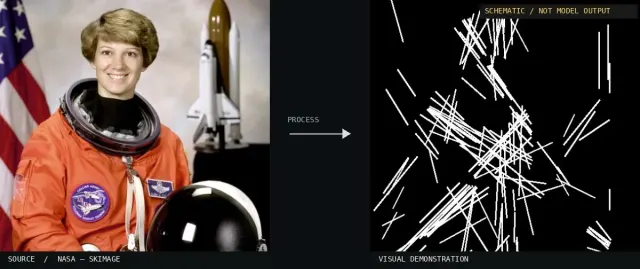 SCHEMATIC / NOT MODEL OUTPUT
PROCESS
SOURCE / NASA — SKIMAGE
VISUAL DEMONSTRATION